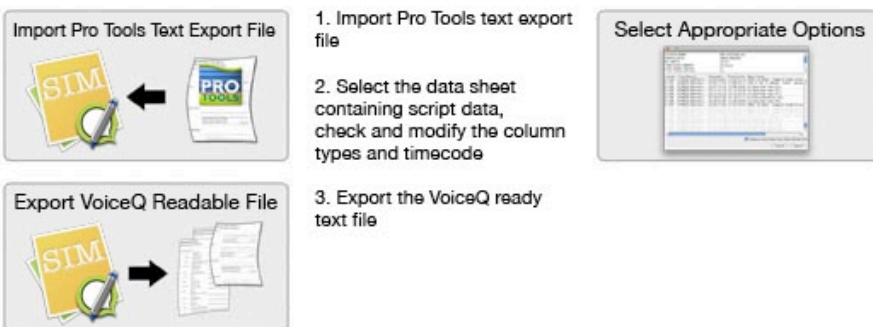 Import Pro Tools Text Export File
SIM
PRO
TOOLS
1. Import Pro Tools text export
file
2. Select the data sheet
containing script data,
check and modify the column
types and timecode
3. Export the VoiceQ ready
text file
Select Appropriate Options
Export VoiceQ Readable File
SIM